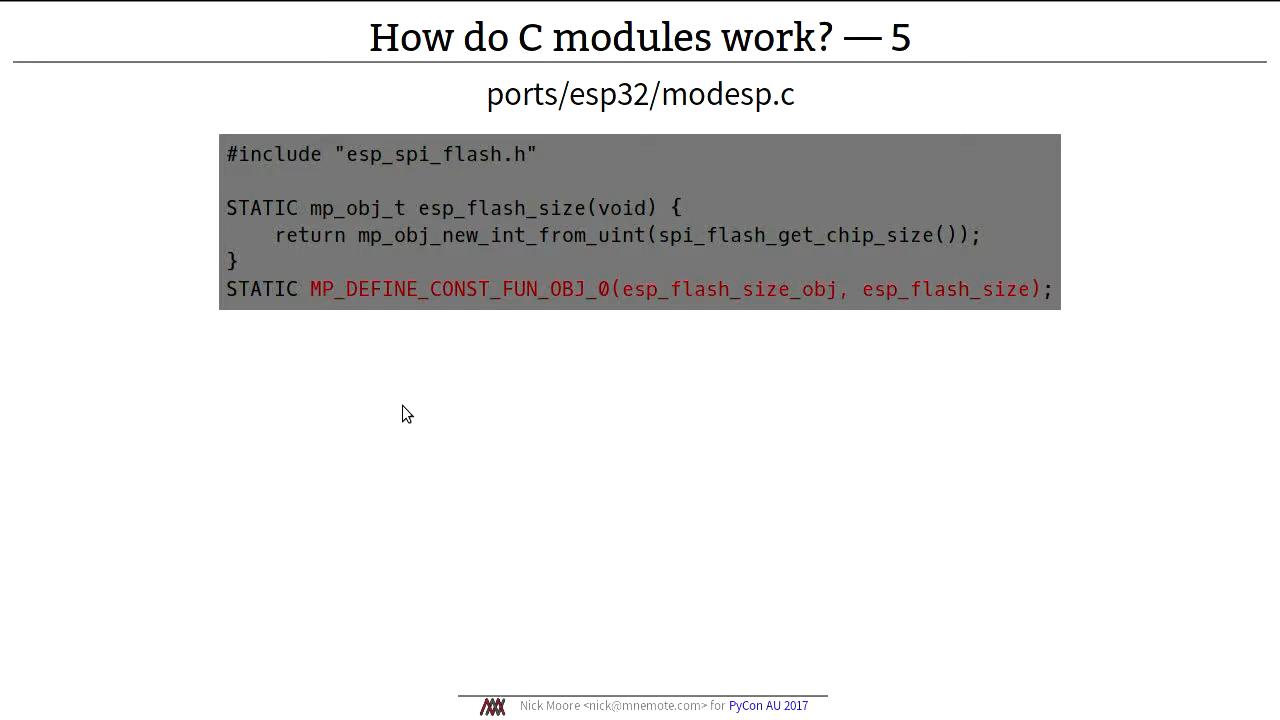 How do C modules work? — 5
ports/esp32/modesp.c
#include "esp_spi_flash.h"
STATIC mp_obj_t esp_flash_size(void) {
    return mp_obj_new_int_from_uint(spi_flash_get_chip_size());
}
STATIC MP_DEFINE_CONST_FUN_OBJ_0(esp_flash_size_obj, esp_flash_size);
Nick Moore <nick@mnemote.com> for PyCon AU 2017